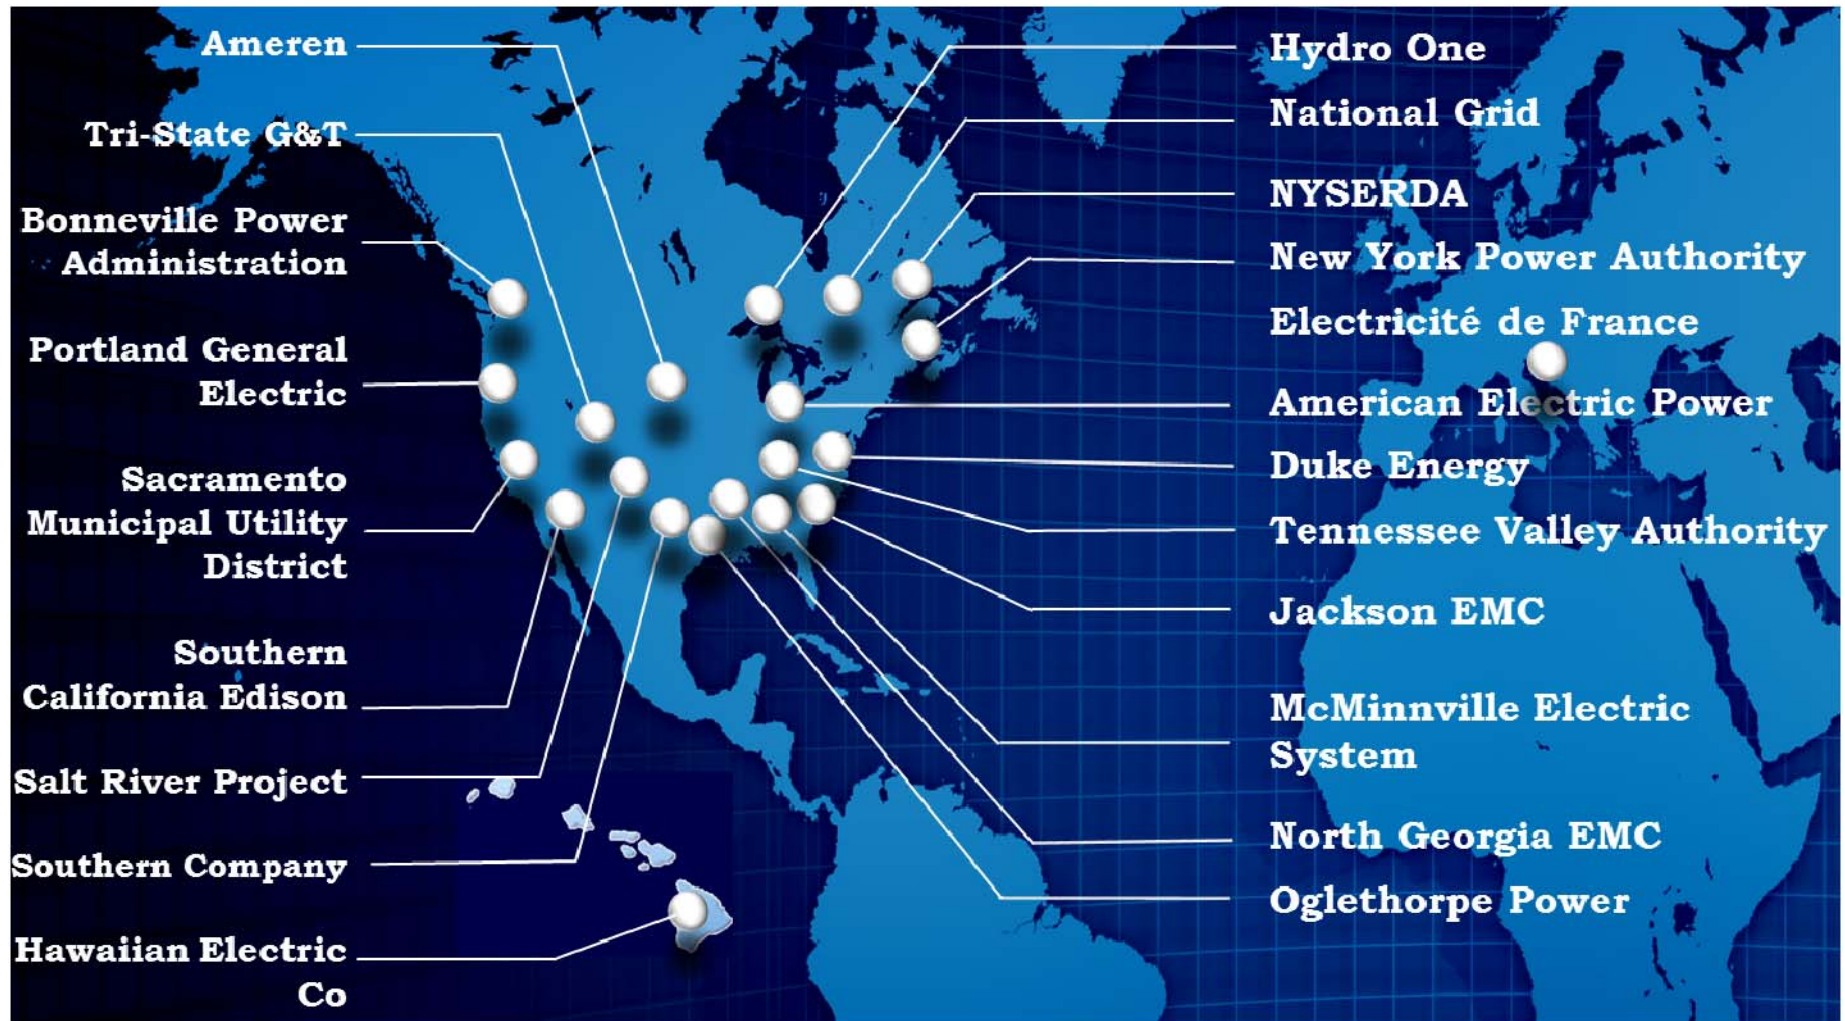 Ameren
Tri-State G&T
Bonneville Power
Administration
Portland General
Electric
Sacramento
Municipal Utility
District
Southern
California Edison
Salt River Project
Southern Company
Hawaiian Electric
Co
Hydro One
National Grid
NYSERDA
New York Power Authority
Electricité de France
American Electric Power
Duke Energy
Tennessee Valley Authority
Jackson EMC
McMinnville Electric
System
North Georgia EMC
Oglethorpe Power